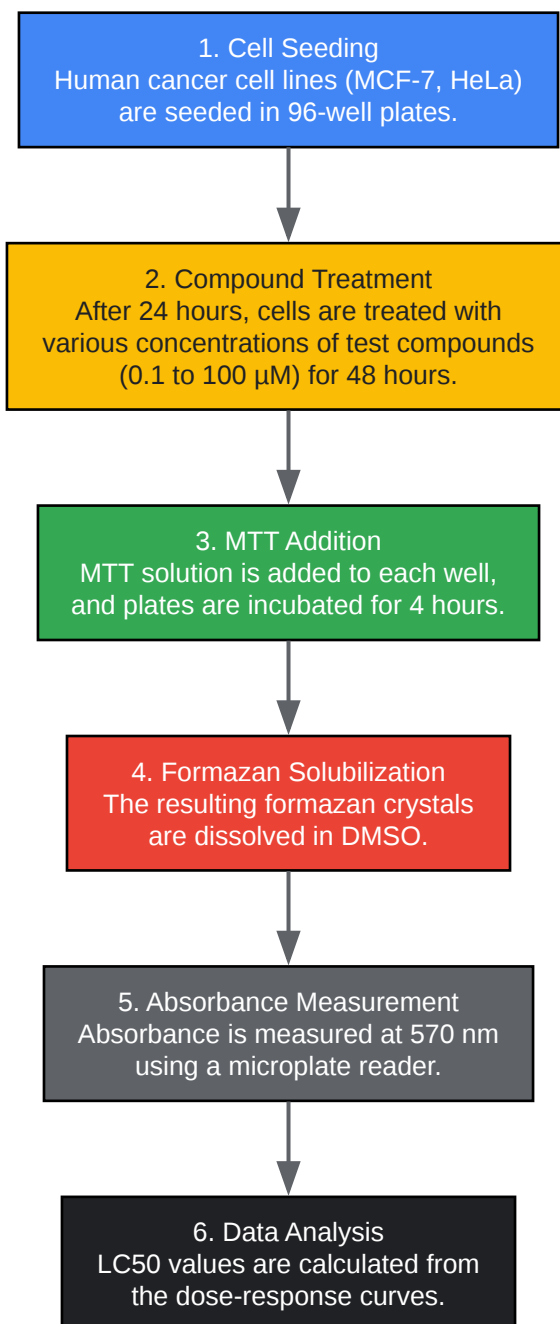 1. Cell Seeding
Human cancer cell lines (MCF-7, HeLa)
are seeded in 96-well plates.
2. Compound Treatment
After 24 hours, cells are treated with
various concentrations of test compounds
(0.1 to 100 µM) for 48 hours.
3. MTT Addition
MTT solution is added to each well,
and plates are incubated for 4 hours.
4. Formazan Solubilization
The resulting formazan crystals
are dissolved in DMSO.
5. Absorbance Measurement
Absorbance is measured at 570 nm
using a microplate reader.
6. Data Analysis
LC50 values are calculated from
the dose-response curves.